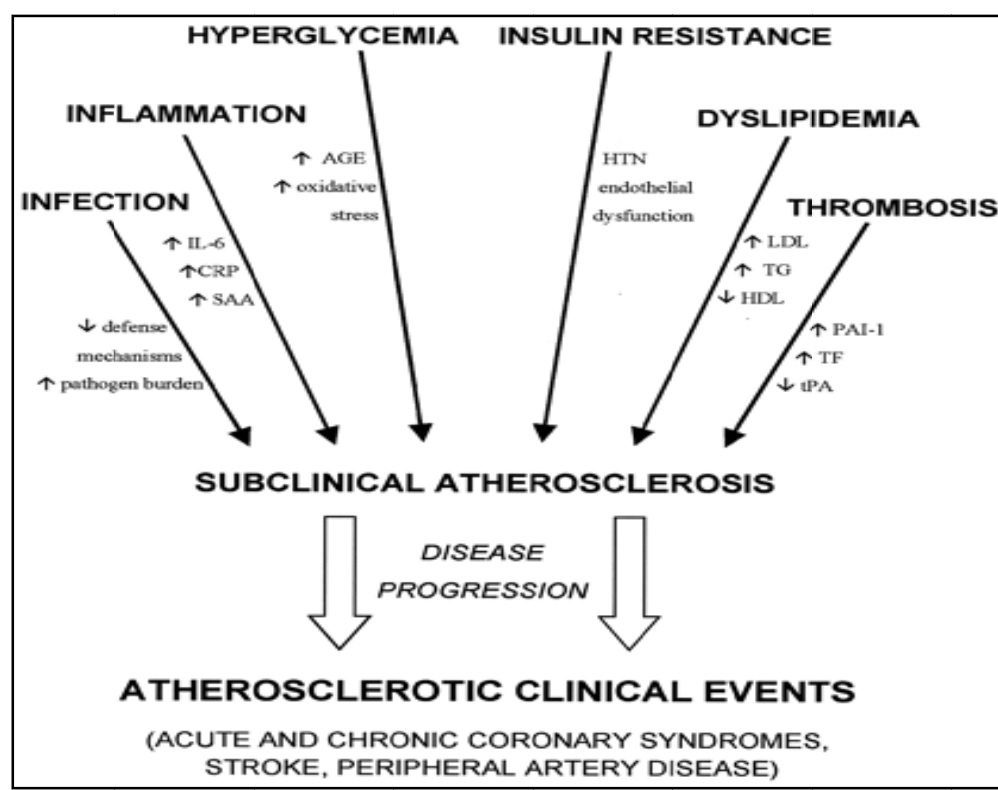 HYPERGLYCEMIA INSULIN RESISTANCE
INFLAMMATION
DYSLIPIDEMIA
INFECTION
THROMBOSIS
↑ AGE
↑ oxidative
stress
HTN
endothelial
dysfunction
↑ IL-6
↑CRP
↑ SAA
↑ LDL
↑ TG
↓ HDL
↓ defense
mechanisms
↑ pathogen burden
↑ PAI-1
↑ TF
↓ tPA
SUBCLINICAL ATHEROSCLEROSIS
DISEASE
PROGRESSION
ATHEROSCLEROTIC CLINICAL EVENTS
(ACUTE AND CHRONIC CORONARY SYNDROMES,
STROKE, PERIPHERAL ARTERY DISEASE)